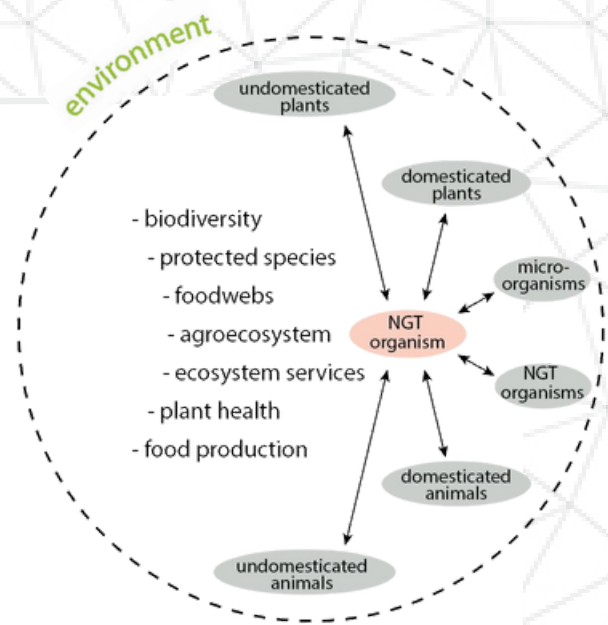 environment
undomesticated
plants
domesticated
plants
- biodiversity
- protected species
- foodwebs
- agroecosystem
- ecosystem services
- plant health
- food production
micro-
organisms
NGT
organism
NGT
organisms
domesticated
animals
undomesticated
animals